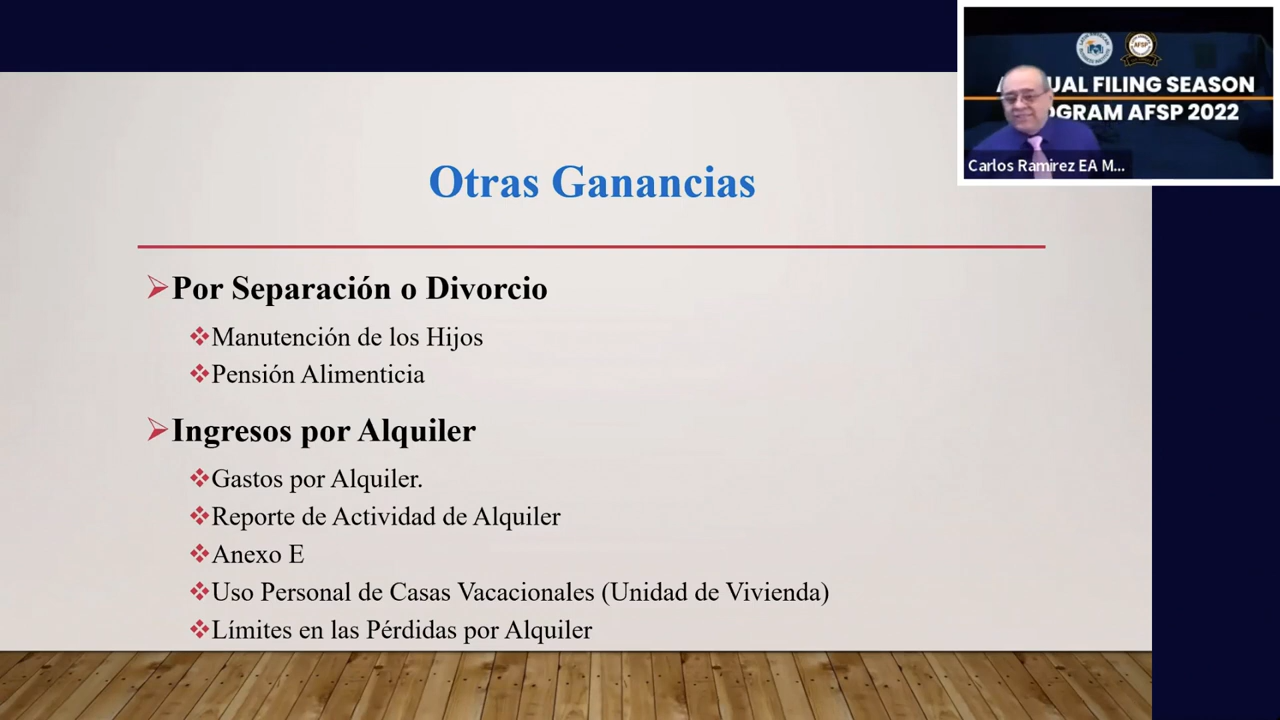 Otras Ganancias
Por Separación o Divorcio
Manutención de los Hijos
Pensión Alimenticia
Ingresos por Alquiler
Gastos por Alquiler.
Reporte de Actividad de Alquiler
Anexo E
Uso Personal de Casas Vacacionales (Unidad de Vivienda)
Límites en las Pérdidas por Alquiler
AFSP
UAL FILING SEASON
OGRAM AFSP 2022
Carlos Ramirez EA M...